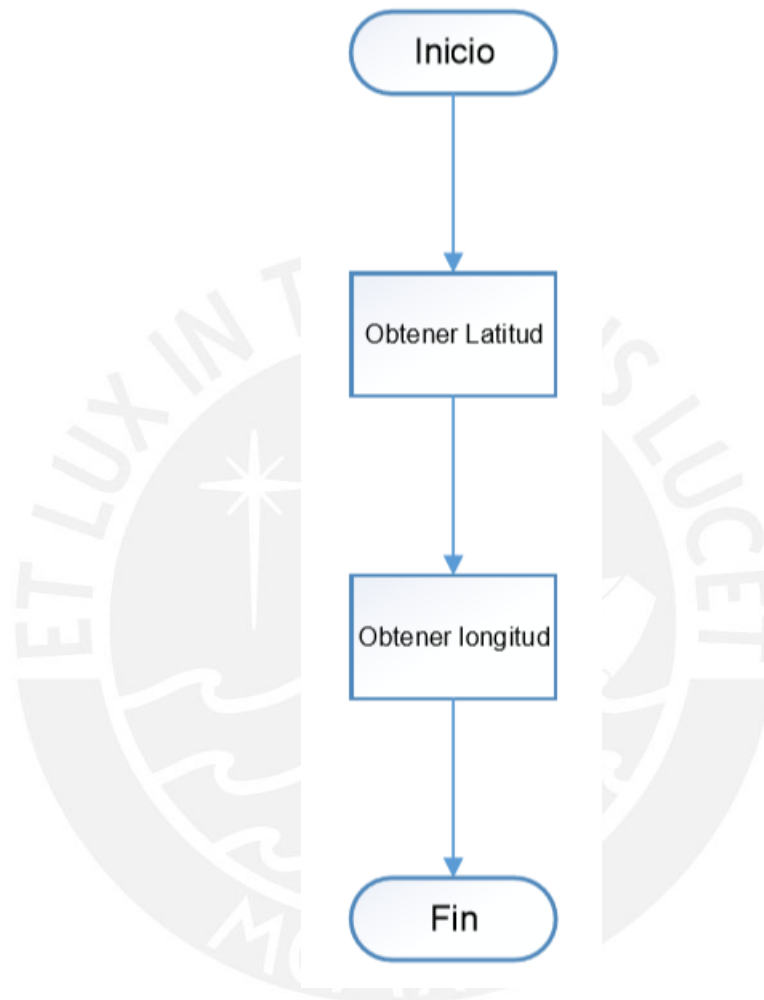 Inicio
Obtener Latitud
Obtener longitud
Fin
ET LUX IN
LUCET